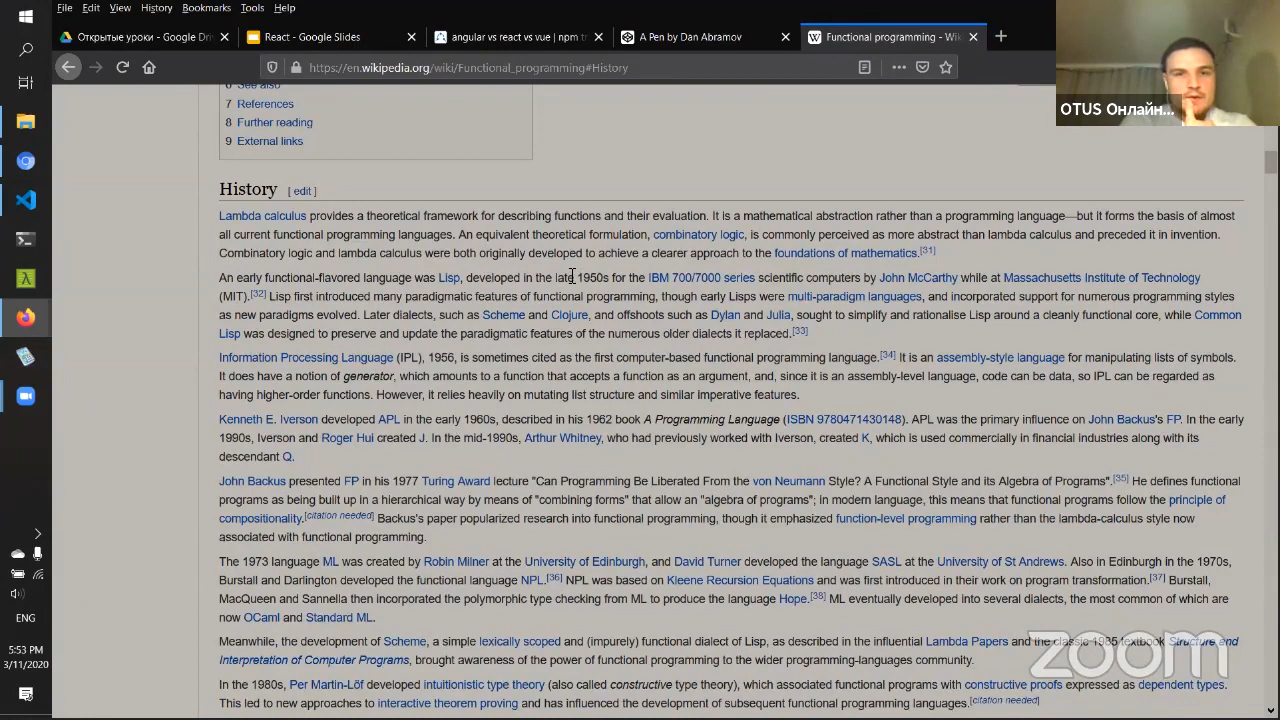 File Edit View History Bookmarks Tools Help
Открытые уроки - Google Driv
React - Google Slides
angular vs react vs vue | npm tr
A Pen by Dan Abramov
Functional programming - Wik
https://en.wikipedia.org/wiki/Functional_programming#History
OTUS Онлайн...
6 See also
7 References
8 Further reading
9 External links
History [ edit ]
Lambda calculus provides a theoretical framework for describing functions and their evaluation. It is a mathematical abstraction rather than a programming language—but it forms the basis of almost
all current functional programming languages. An equivalent theoretical formulation, combinatory logic, is commonly perceived as more abstract than lambda calculus and preceded it in invention.
Combinatory logic and lambda calculus were both originally developed to achieve a clearer approach to the foundations of mathematics.[31]
An early functional-flavored language was Lisp, developed in the late 1950s for the IBM 700/7000 series scientific computers by John McCarthy while at Massachusetts Institute of Technology
(MIT).[32] Lisp first introduced many paradigmatic features of functional programming, though early Lisps were multi-paradigm languages, and incorporated support for numerous programming styles
as new paradigms evolved. Later dialects, such as Scheme and Clojure, and offshoots such as Dylan and Julia, sought to simplify and rationalise Lisp around a cleanly functional core, while Common
Lisp was designed to preserve and update the paradigmatic features of the numerous older dialects it replaced.[33]
Information Processing Language (IPL), 1956, is sometimes cited as the first computer-based functional programming language.[34] It is an assembly-style language for manipulating lists of symbols.
It does have a notion of generator, which amounts to a function that accepts a function as an argument, and, since it is an assembly-level language, code can be data, so IPL can be regarded as
having higher-order functions. However, it relies heavily on mutating list structure and similar imperative features.
Kenneth E. Iverson developed APL in the early 1960s, described in his 1962 book A Programming Language (ISBN 9780471430148). APL was the primary influence on John Backus's FP. In the early
1990s, Iverson and Roger Hui created J. In the mid-1990s, Arthur Whitney, who had previously worked with Iverson, created K, which is used commercially in financial industries along with its
descendant Q.
John Backus presented FP in his 1977 Turing Award lecture "Can Programming Be Liberated From the von Neumann Style? A Functional Style and its Algebra of Programs".[35] He defines functional
programs as being built up in a hierarchical way by means of "combining forms" that allow an "algebra of programs"; in modern language, this means that functional programs follow the principle of
compositionality.[citation needed] Backus's paper popularized research into functional programming, though it emphasized function-level programming rather than the lambda-calculus style now
associated with functional programming.
The 1973 language ML was created by Robin Milner at the University of Edinburgh, and David Turner developed the language SASL at the University of St Andrews. Also in Edinburgh in the 1970s,
Burstall and Darlington developed the functional language NPL.[36] NPL was based on Kleene Recursion Equations and was first introduced in their work on program transformation.[37] Burstall,
MacQueen and Sannella then incorporated the polymorphic type checking from ML to produce the language Hope.[38] ML eventually developed into several dialects, the most common of which are
now OCaml and Standard ML.
Meanwhile, the development of Scheme, a simple lexically scoped and (impurely) functional dialect of Lisp, as described in the influential Lambda Papers and the classic 1985 textbook Structure and
Interpretation of Computer Programs, brought awareness of the power of functional programming to the wider programming-languages community.
In the 1980s, Per Martin-Löf developed intuitionistic type theory (also called constructive type theory), which associated functional programs with constructive proofs expressed as dependent types.
This led to new approaches to interactive theorem proving and has influenced the development of subsequent functional programming languages.[citation needed]
ENG
5:53 PM
3/11/2020
zoom